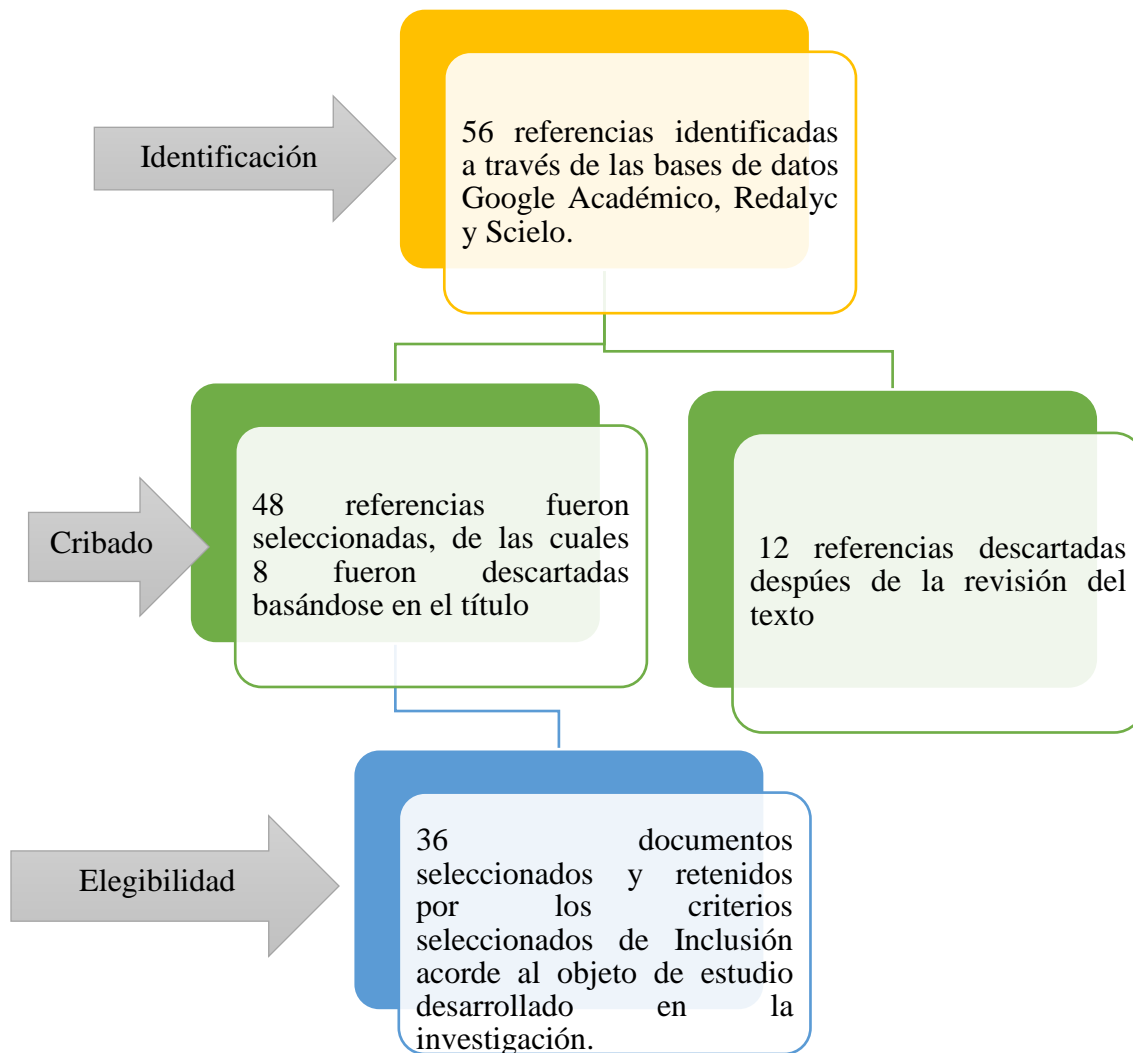 Identificación
56 referencias identificadas
a través de las bases de datos
Google Académico, Redalyc
y Scielo.
Cribado
48 referencias fueron
seleccionadas, de las cuales
8 fueron descartadas
basándose en el título
12 referencias descartadas
despúes de la revisión del
texto
Elegibilidad
36 documentos
seleccionados y retenidos
por los criterios
seleccionados de Inclusión
acorde al objeto de estudio
desarrollado en la
investigación.